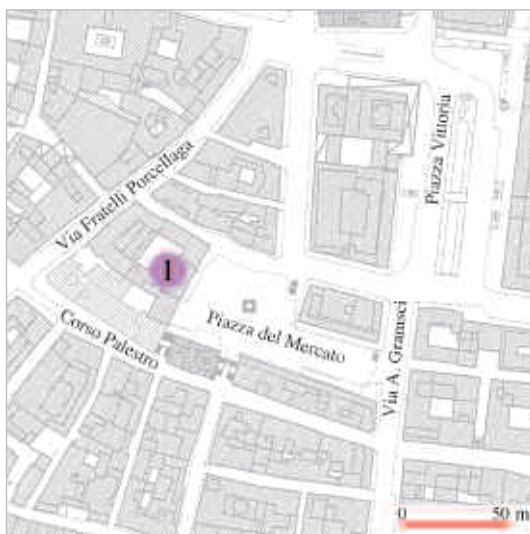 Via Fratelli Porcellaga
Piazza Vittoria
1
Corso Palestro
Piazza del Mercato
Via A. Gramsci
0 50 m